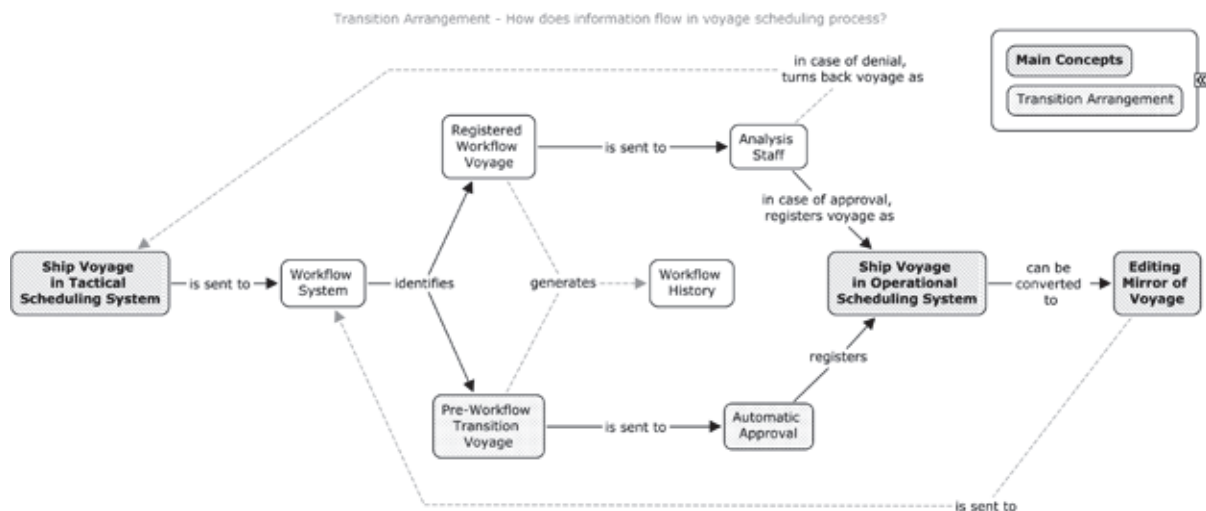 Transition Arrangement - How does information flow in voyage scheduling process?
in case of denial,
turns back voyage as
Main Concepts
Transition Arrangement
Registered
Workflow
Voyage
is sent to
Analysis
Staff
in case of approval,
registers voyage as
Ship Voyage
in Tactical
Scheduling System
is sent to
Workflow
System
identifies
generates
Workflow
History
Ship Voyage
in Operational
Scheduling System
can be
converted
to
Editing
Mirror of
Voyage
registers
Pre-Workflow
Transition
Voyage
is sent to
Automatic
Approval
is sent to